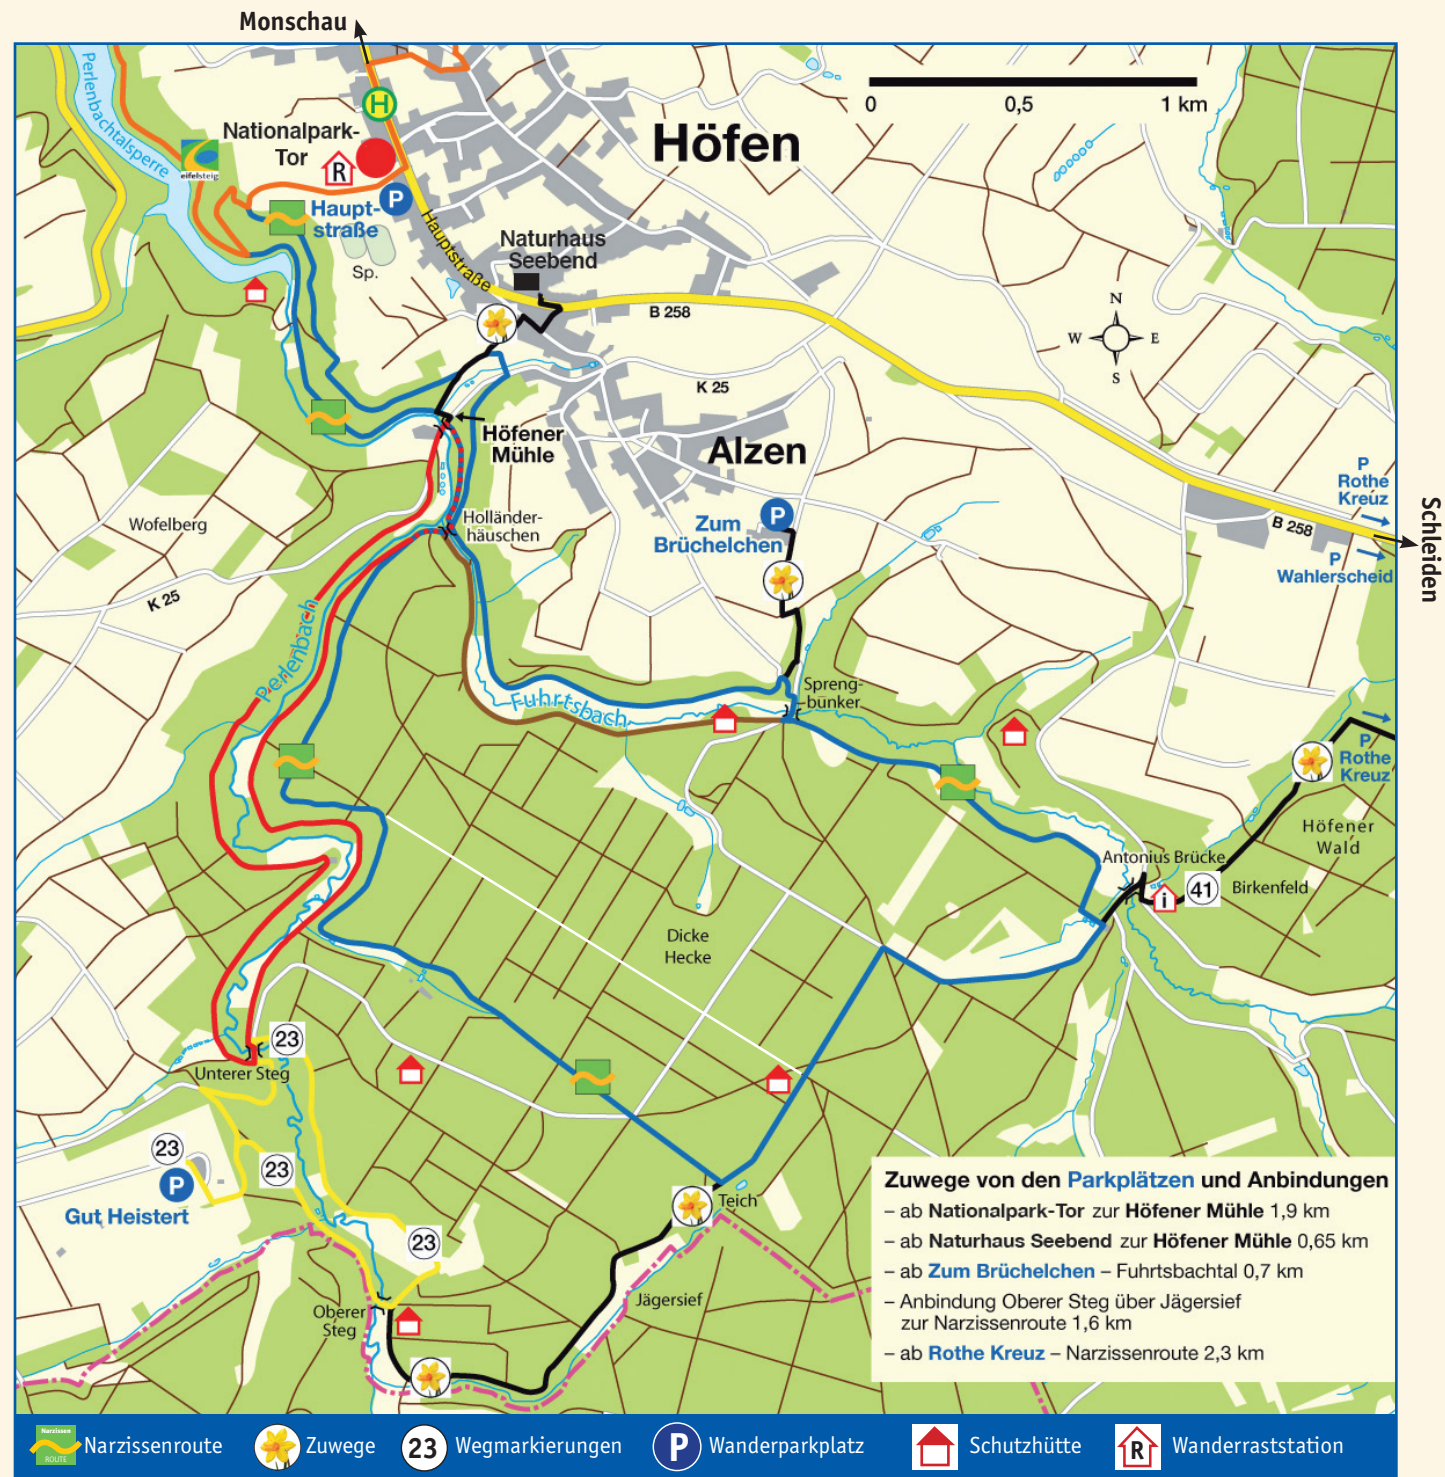 Monschau
Perlenbachtalsperre
H
0 0,5 1 km
Nationalpark-
Tor
R
eifelsteig
Höfen
P
Haupt-
straße
Hauptstraße
Sp.
Naturhaus
Seebend
B 258
N
W E
S
K 25
Höfener
Mühle
Alzen
P
Rothe
Kreuz
Schleiden
B 258
P
Wahlerscheid
Wofelberg
Holländer-
häuschen
Zum
Brüchelchen
P
K 25
Perlenbach
Fuhrtsbach
Spreng-
bunker
P
Rothe
Kreuz
Höfener
Wald
Antonius Brücke
i
41
Birkenfeld
Dicke
Hecke
23
Unterer Steg
23
P
23
Gut Heistert
23
Teich
Jägersief
Oberer
Steg
Zuwege von den Parkplätzen und Anbindungen
– ab Nationalpark-Tor zur Höfener Mühle 1,9 km
– ab Naturhaus Seebend zur Höfener Mühle 0,65 km
– ab Zum Brüchelchen – Fuhrtsbachtal 0,7 km
– Anbindung Oberer Steg über Jägersief
zur Narzissenroute 1,6 km
– ab Rothe Kreuz – Narzissenroute 2,3 km
Narzissen
ROUTE
Narzissenroute
Zuwege
23 Wegmarkierungen
P Wanderparkplatz
Schutzhütte
R Wanderraststation